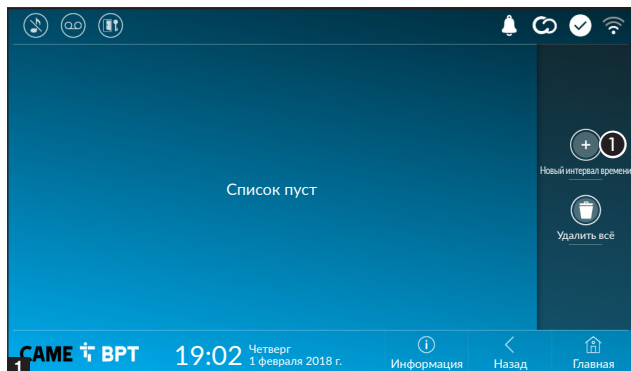 1
Новый интервал времени
Список пуст
Удалить всё
CAME BPT
19:02
Четверг
1 февраля 2018 г.
Информация
Назад
Главная
1